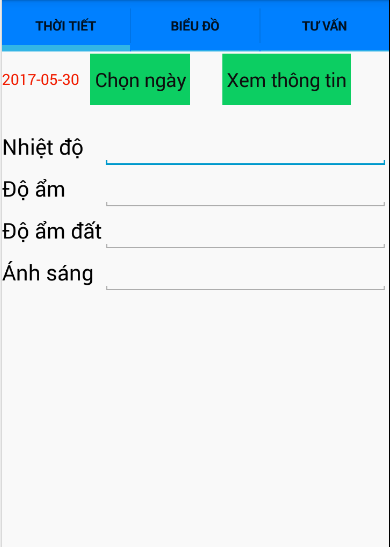 THỜI TIẾT BIỂU ĐỒ TƯ VẤN
2017-05-30 Chọn ngày Xem thông tin
Nhiệt độ
Độ ẩm
Độ ẩm đất
Ánh sáng